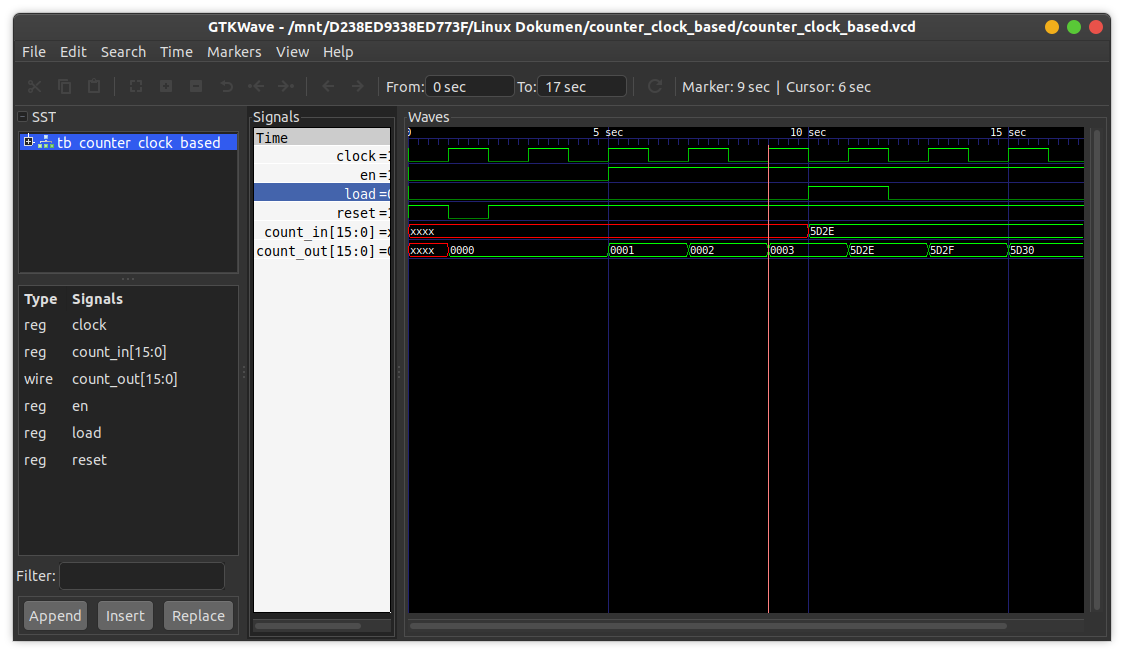 GTKWave - /mnt/D238ED9338ED773F/Linux Dokumen/counter_clock_based/counter_clock_based.vcd
File Edit Search Time Markers View Help
From: 0 sec To: 17 sec Marker: 9 sec | Cursor: 6 sec
SST
tb_counter_clock_based
Type Signals
reg clock
reg count_in[15:0]
wire count_out[15:0]
reg en
reg load
reg reset
Filter:
Append Insert Replace
Signals
Time
clock =1
en =1
load =0
reset =1
count_in[15:0] =x
count_out[15:0] =0
Waves
0 5 sec 10 sec 15 sec
xxxx 5D2E
xxxx 0000 0001 0002 0003 5D2E 5D2F 5D30